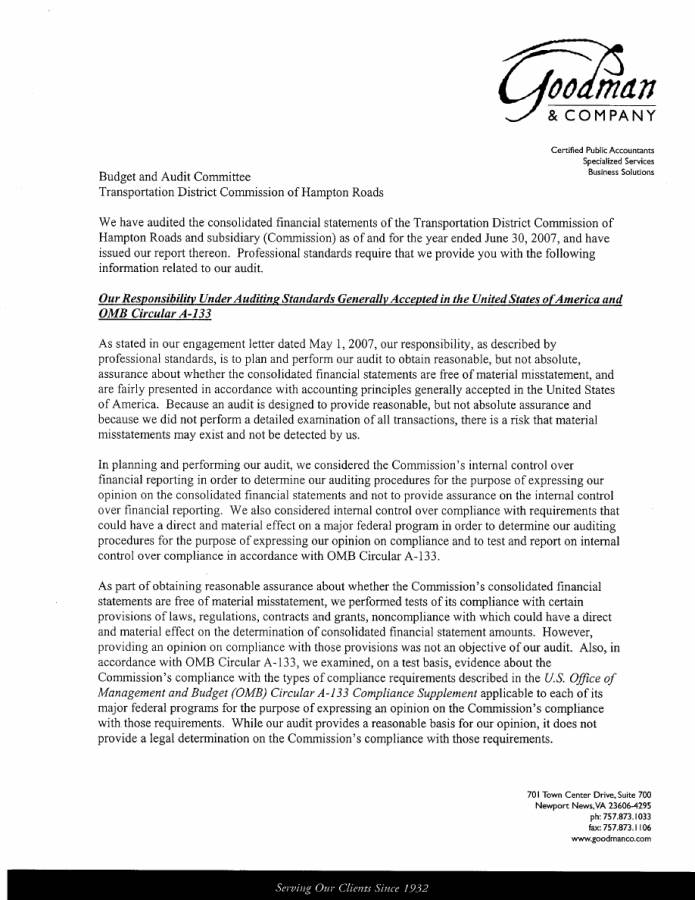 Goodman
& COMPANY
Certified Public Accountants
Specialized Services
Business Solutions
Budget and Audit Committee
Transportation District Commission of Hampton Roads
We have audited the consolidated financial statements of the Transportation District Commission of
Hampton Roads and subsidiary (Commission) as of and for the year ended June 30, 2007, and have
issued our report thereon. Professional standards require that we provide you with the following
information related to our audit.
Our Responsibility Under Auditing Standards Generally Accepted in the United States of America and
OMB Circular A-133
As stated in our engagement letter dated May 1, 2007, our responsibility, as described by
professional standards, is to plan and perform our audit to obtain reasonable, but not absolute,
assurance about whether the consolidated financial statements are free of material misstatement, and
are fairly presented in accordance with accounting principles generally accepted in the United States
of America. Because an audit is designed to provide reasonable, but not absolute assurance and
because we did not perform a detailed examination of all transactions, there is a risk that material
misstatements may exist and not be detected by us.
In planning and performing our audit, we considered the Commission's internal control over
financial reporting in order to determine our auditing procedures for the purpose of expressing our
opinion on the consolidated financial statements and not to provide assurance on the internal control
over financial reporting. We also considered internal control over compliance with requirements that
could have a direct and material effect on a major federal program in order to determine our auditing
procedures for the purpose of expressing our opinion on compliance and to test and report on internal
control over compliance in accordance with OMB Circular A-133.
As part of obtaining reasonable assurance about whether the Commission's consolidated financial
statements are free of material misstatement, we performed tests of its compliance with certain
provisions of laws, regulations, contracts and grants, noncompliance with which could have a direct
and material effect on the determination of consolidated financial statement amounts. However,
providing an opinion on compliance with those provisions was not an objective of our audit. Also, in
accordance with OMB Circular A-133, we examined, on a test basis, evidence about the
Commission's compliance with the types of compliance requirements described in the U.S. Office of
Management and Budget (OMB) Circular A-133 Compliance Supplement applicable to each of its
major federal programs for the purpose of expressing an opinion on the Commission's compliance
with those requirements. While our audit provides a reasonable basis for our opinion, it does not
provide a legal determination on the Commission's compliance with those requirements.
701 Town Center Drive, Suite 700
Newport News, VA 23606-4295
ph: 757.873.1033
fax: 757.873.1106
www.goodmanco.com
Serving Our Clients Since 1932